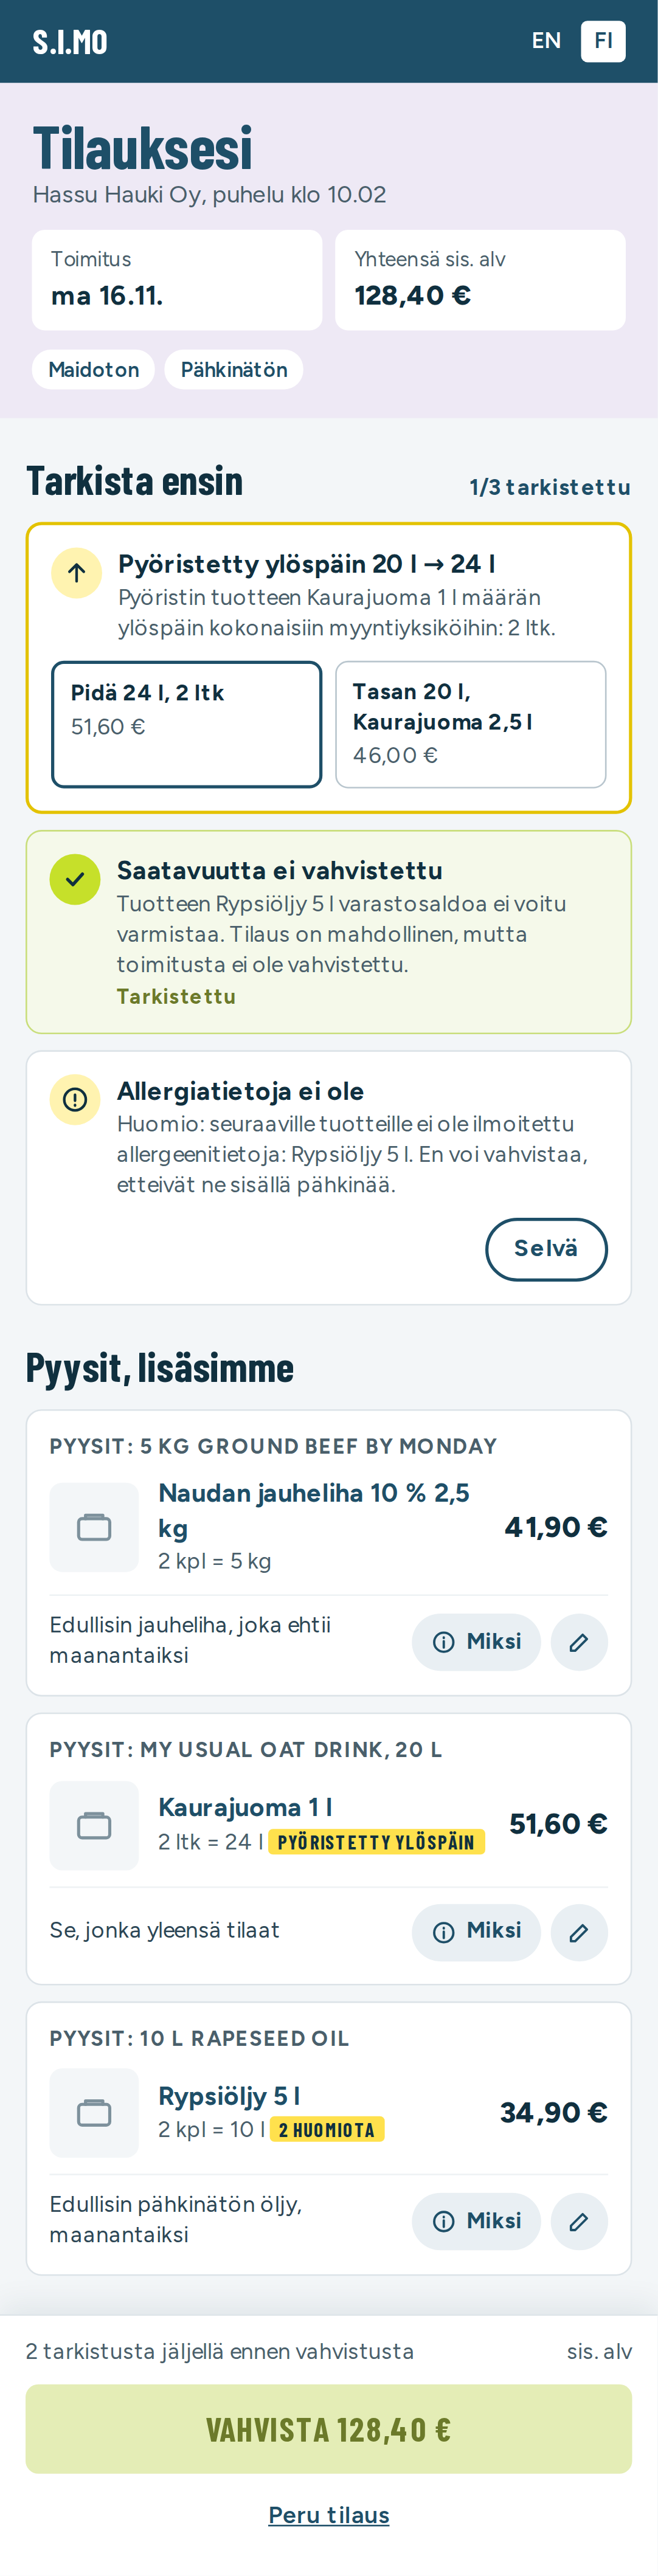 S.I.MO
EN
FI
Tilauksesi
Hassu Hauki Oy, puhelu klo 10.02
Toimitus
ma 16.11.
Yhteensä sis. alv
128,40 €
Maidoton
Pähkinätön
Tarkista ensin
1/3 tarkistettu
Pyöristetty ylöspäin 20 l → 24 l
Pyöristin tuotteen Kaurajuoma 1 l määrän
ylöspäin kokonaisiin myyntiyksiköihin: 2 ltk.
Pidä 24 l, 2 ltk
51,60 €
Tasan 20 l,
Kaurajuoma 2,5 l
46,00 €
Saatavuutta ei vahvistettu
Tuotteen Rypsiöljy 5 l varastosaldoa ei voitu
varmistaa. Tilaus on mahdollinen, mutta
toimitusta ei ole vahvistettu.
Tarkistettu
Allergiatietoja ei ole
Huomio: seuraaville tuotteille ei ole ilmoitettu
allergeenitietoja: Rypsiöljy 5 l. En voi vahvistaa,
etteivät ne sisällä pähkinää.
Selvä
Pyysit, lisäsimme
PYYSIT: 5 KG GROUND BEEF BY MONDAY
Naudan jauheliha 10 % 2,5
kg
2 kpl = 5 kg
41,90 €
Edullisin jauheliha, joka ehtii
maanantaiksi
Miksi
PYYSIT: MY USUAL OAT DRINK, 20 L
Kaurajuoma 1 l
2 ltk = 24 l PYÖRISTETTY YLÖSPÄIN
51,60 €
Se, jonka yleensä tilaat
Miksi
PYYSIT: 10 L RAPESEED OIL
Rypsiöljy 5 l
2 kpl = 10 l 2 HUOMIOTA
34,90 €
Edullisin pähkinätön öljy,
maanantaiksi
Miksi
2 tarkistusta jäljellä ennen vahvistusta
sis. alv
VAHVISTA 128,40 €
Peru tilaus